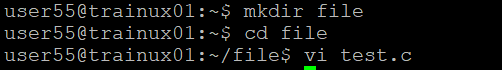 user55@trainux01:~$ mkdir file
user55@trainux01:~$ cd file
user55@trainux01:~/file$ vi test.c